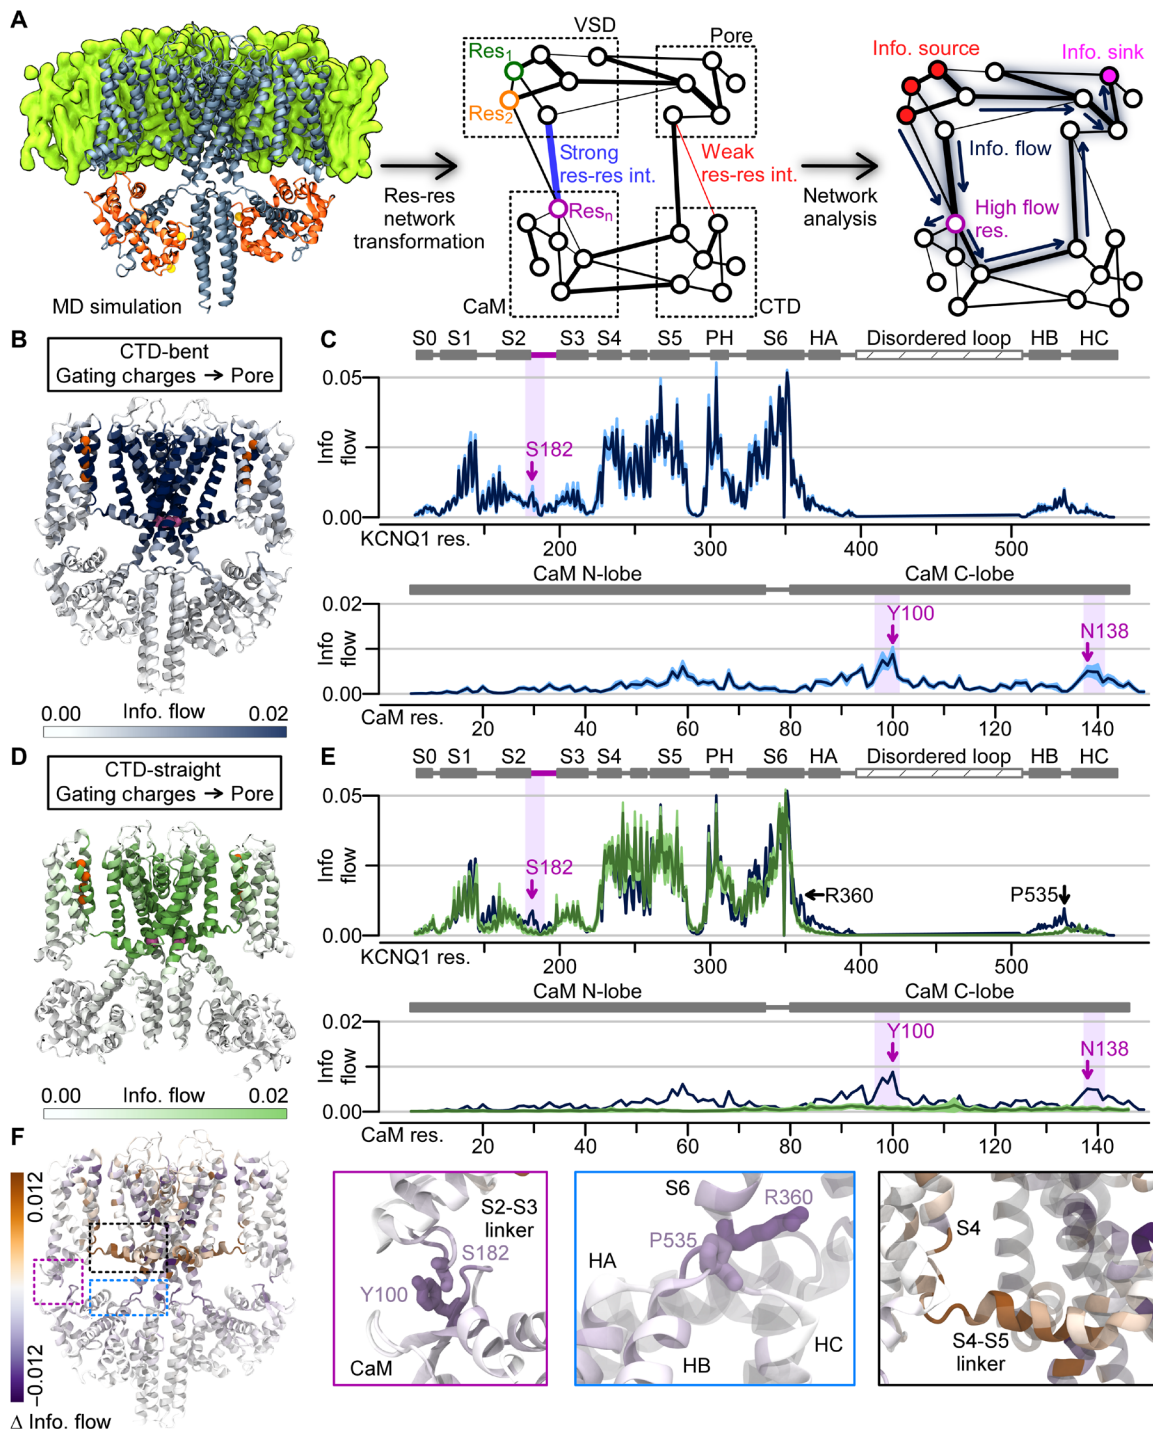 A
VSD
Pore
Res1
Res2
Strong
res-res int.
Weak
res-res int.
Resn
Res-res
network
transformation
MD simulation
CaM
CTD
Network
analysis
Info. source
Info. sink
Info. flow
High flow
res.
B
CTD-bent
Gating charges → Pore
0.00 Info. flow 0.02
C
S0 S1 S2 S3 S4 S5 PH S6 HA Disordered loop HB HC
0.05
Info
flow
0.00
S182
KCNQ1 res.
200 300 400 500
CaM N-lobe CaM C-lobe
0.02
Info
flow
0.00
Y100
N138
CaM res.
20 40 60 80 100 120 140
D
CTD-straight
Gating charges → Pore
0.00 Info. flow 0.02
E
S0 S1 S2 S3 S4 S5 PH S6 HA Disordered loop HB HC
0.05
Info
flow
0.00
S182
R360
P535
KCNQ1 res.
200 300 400 500
CaM N-lobe CaM C-lobe
0.02
Info
flow
0.00
Y100
N138
CaM res.
20 40 60 80 100 120 140
F
0.012
−0.012
Δ Info. flow
S2-S3
linker
S182
Y100
CaM
S6
R360
P535
HA
HB
HC
S4
S4-S5
linker